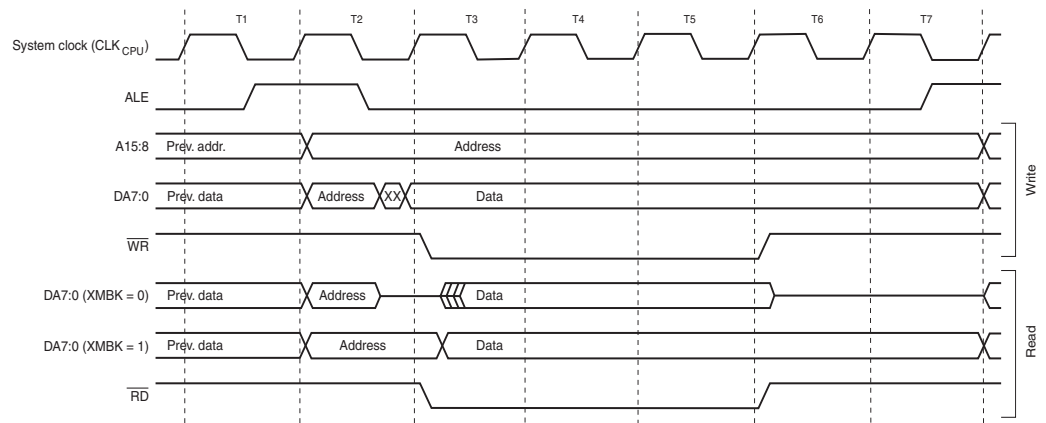 T1 T2 T3 T4 T5 T6 T7
System clock (CLK CPU)
ALE
A15:8 Prev. addr. Address
DA7:0 Prev. data Address XX Data
WR
DA7:0 (XMBK = 0) Prev. data Address Data
DA7:0 (XMBK = 1) Prev. data Address Data
RD
Write
Read